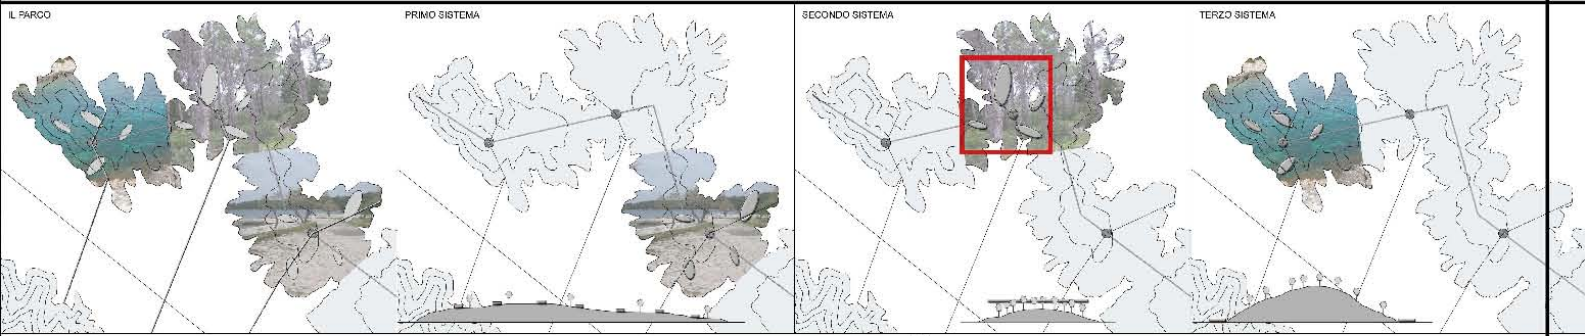 IL PARCO
PRIMO SISTEMA
SECONDO SISTEMA
TERZO SISTEMA